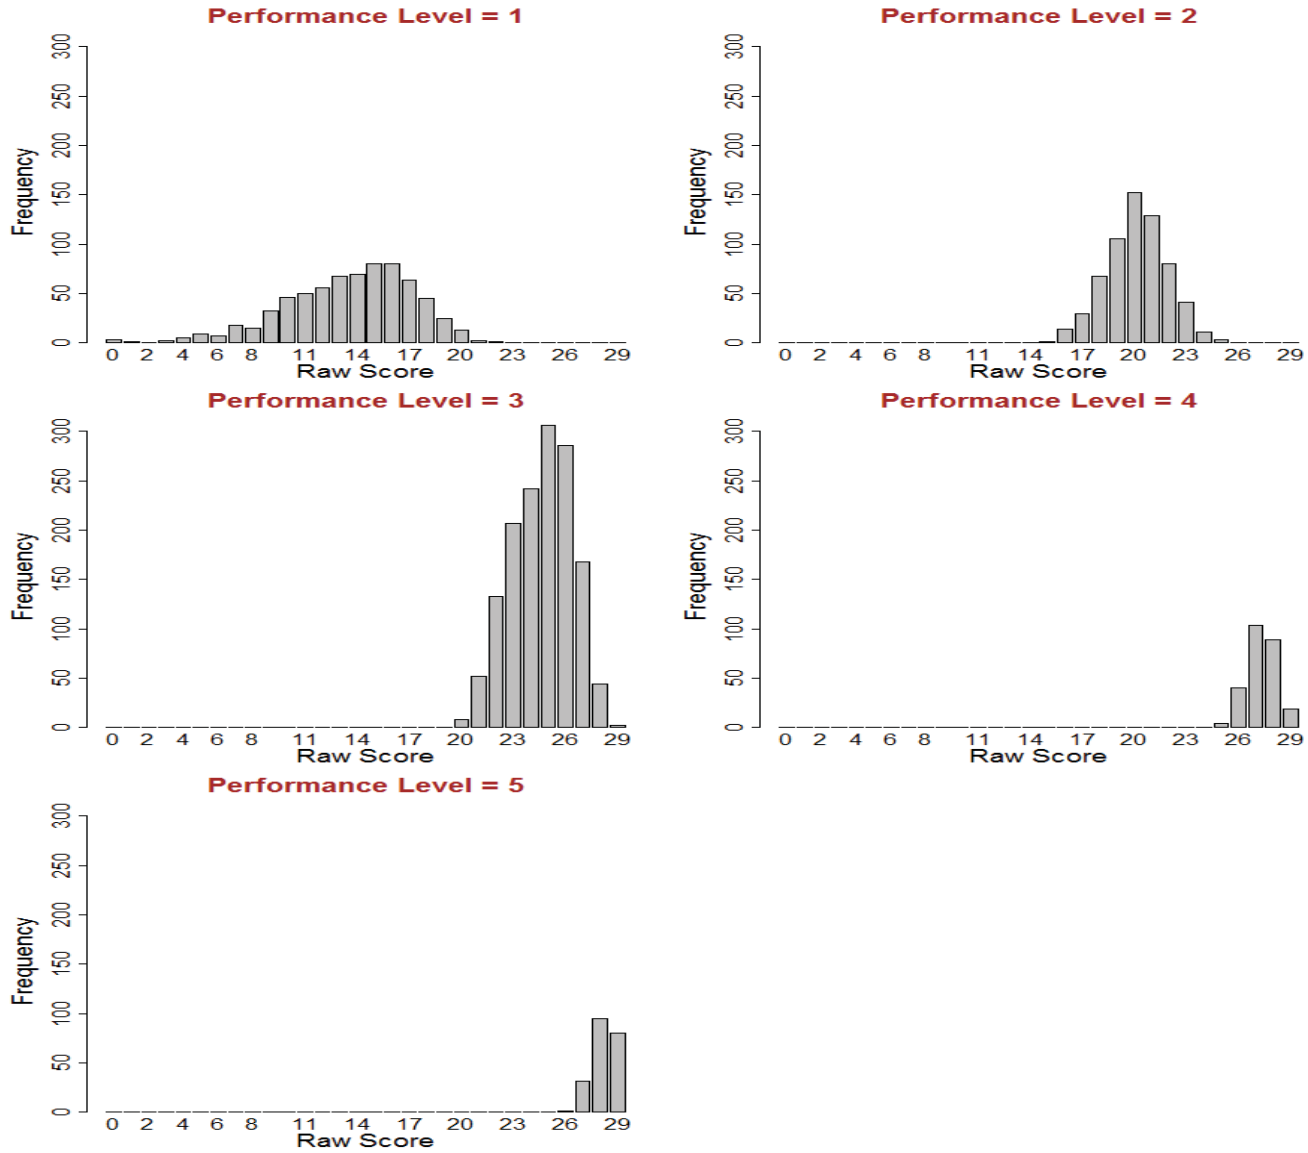 Performance Level = 1
300
250
200
150
100
50
0
Frequency
0 2 4 6 8 11 14 17 20 23 26 29
Raw Score
Performance Level = 2
300
250
200
150
100
50
0
Frequency
0 2 4 6 8 11 14 17 20 23 26 29
Raw Score
Performance Level = 3
300
250
200
150
100
50
0
Frequency
0 2 4 6 8 11 14 17 20 23 26 29
Raw Score
Performance Level = 4
300
250
200
150
100
50
0
Frequency
0 2 4 6 8 11 14 17 20 23 26 29
Raw Score
Performance Level = 5
300
250
200
150
100
50
0
Frequency
0 2 4 6 8 11 14 17 20 23 26 29
Raw Score